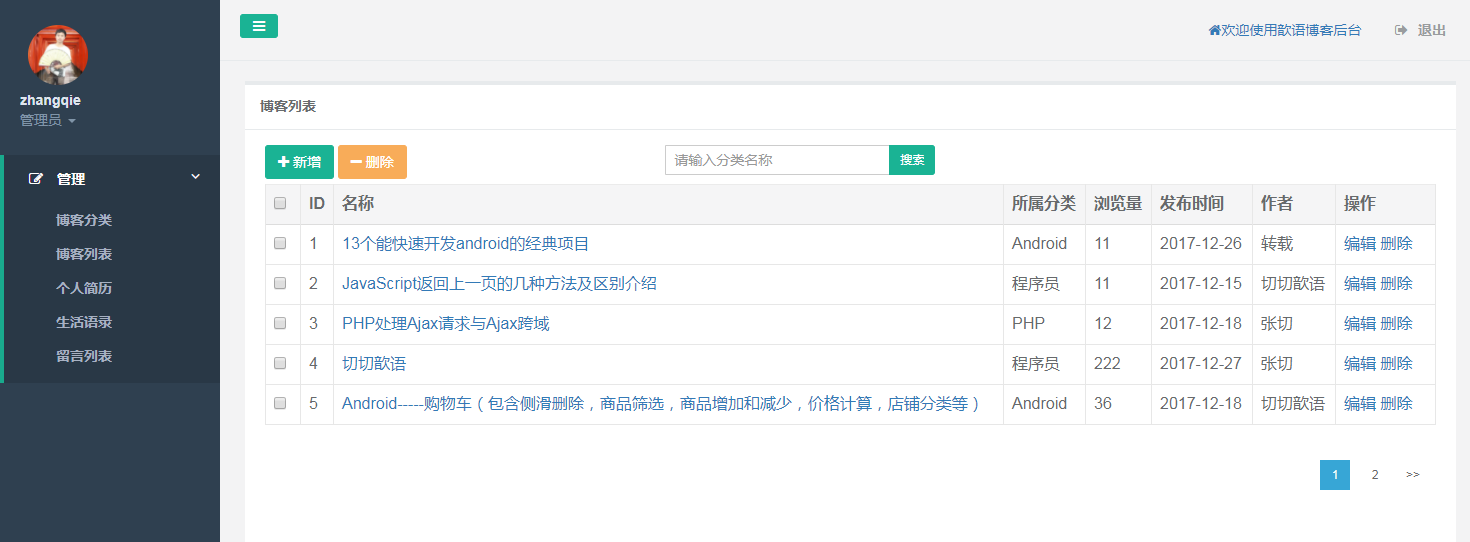 欢迎使用歆语博客后台 退出
zhangqie
管理员
管理
博客分类
博客列表
个人简历
生活语录
留言列表
博客列表
新增 删除 请输入分类名称 搜索
ID 名称 所属分类 浏览量 发布时间 作者 操作
1 13个能快速开发android的经典项目 Android 11 2017-12-26 转载 编辑 删除
2 JavaScript返回上一页的几种方法及区别介绍 程序员 11 2017-12-15 切切歆语 编辑 删除
3 PHP处理Ajax请求与Ajax跨域 PHP 12 2017-12-18 张切 编辑 删除
4 切切歆语 程序员 222 2017-12-27 张切 编辑 删除
5 Android-----购物车（包含侧滑删除，商品筛选，商品增加和减少，价格计算，店铺分类等） Android 36 2017-12-18 切切歆语 编辑 删除
1 2 >>